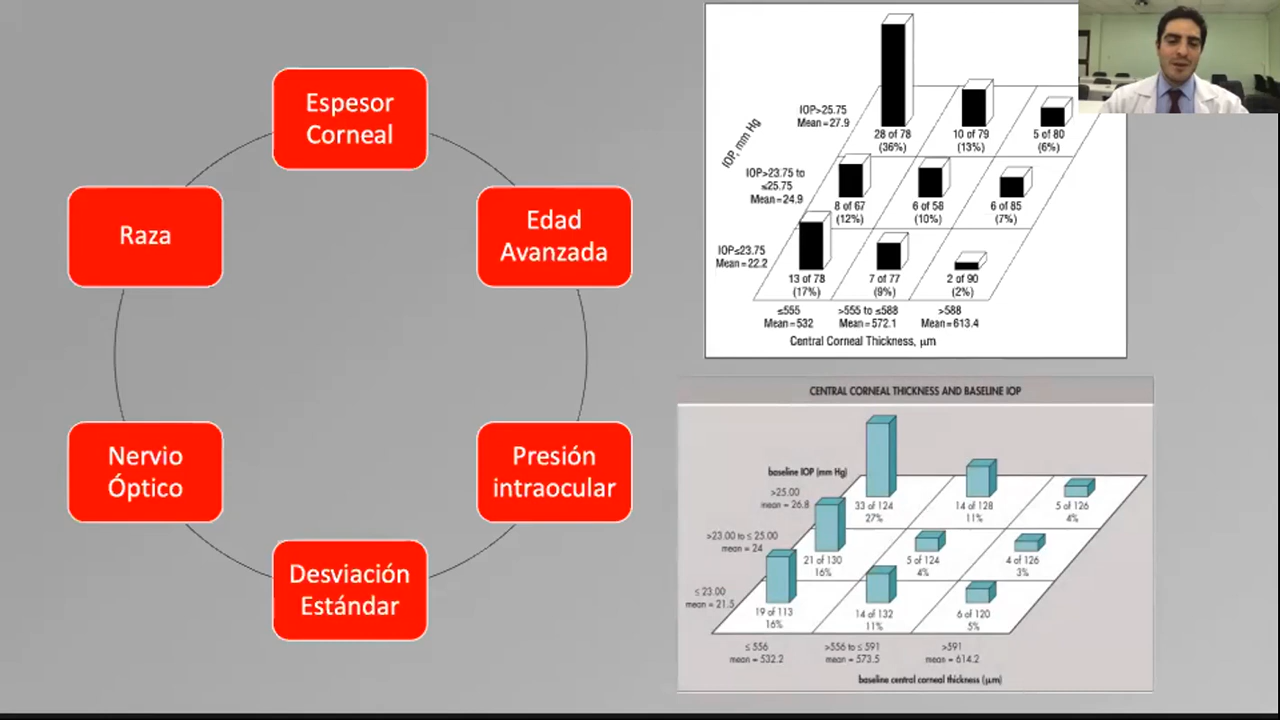 Espesor
Corneal
Edad
Avanzada
Presión
intraocular
Desviación
Estándar
Nervio
Óptico
Raza
IOP, mm Hg
IOP>25.75
Mean=27.9
28 of 78
(36%)
10 of 79
(13%)
5 of 80
(6%)
IOP>23.75 to
≤25.75
Mean=24.9
8 of 67
(12%)
6 of 58
(10%)
6 of 85
(7%)
IOP≤23.75
Mean=22.2
13 of 78
(17%)
7 of 77
(9%)
2 of 90
(2%)
≤555
Mean=532
>555 to ≤588
Mean=572.1
>588
Mean=613.4
Central Corneal Thickness, µm
CENTRAL CORNEAL THICKNESS AND BASELINE IOP
baseline IOP (mm Hg)
>25.00
mean = 26.8
33 of 124
27%
14 of 128
11%
5 of 126
4%
>23.00 to ≤ 25.00
mean = 24
21 of 130
16%
5 of 124
4%
4 of 126
3%
≤ 23.00
mean = 21.5
19 of 113
16%
14 of 132
11%
6 of 120
5%
≤ 556
mean = 532.2
>556 to ≤ 591
mean = 573.5
>591
mean = 614.2
baseline central corneal thickness (µm)